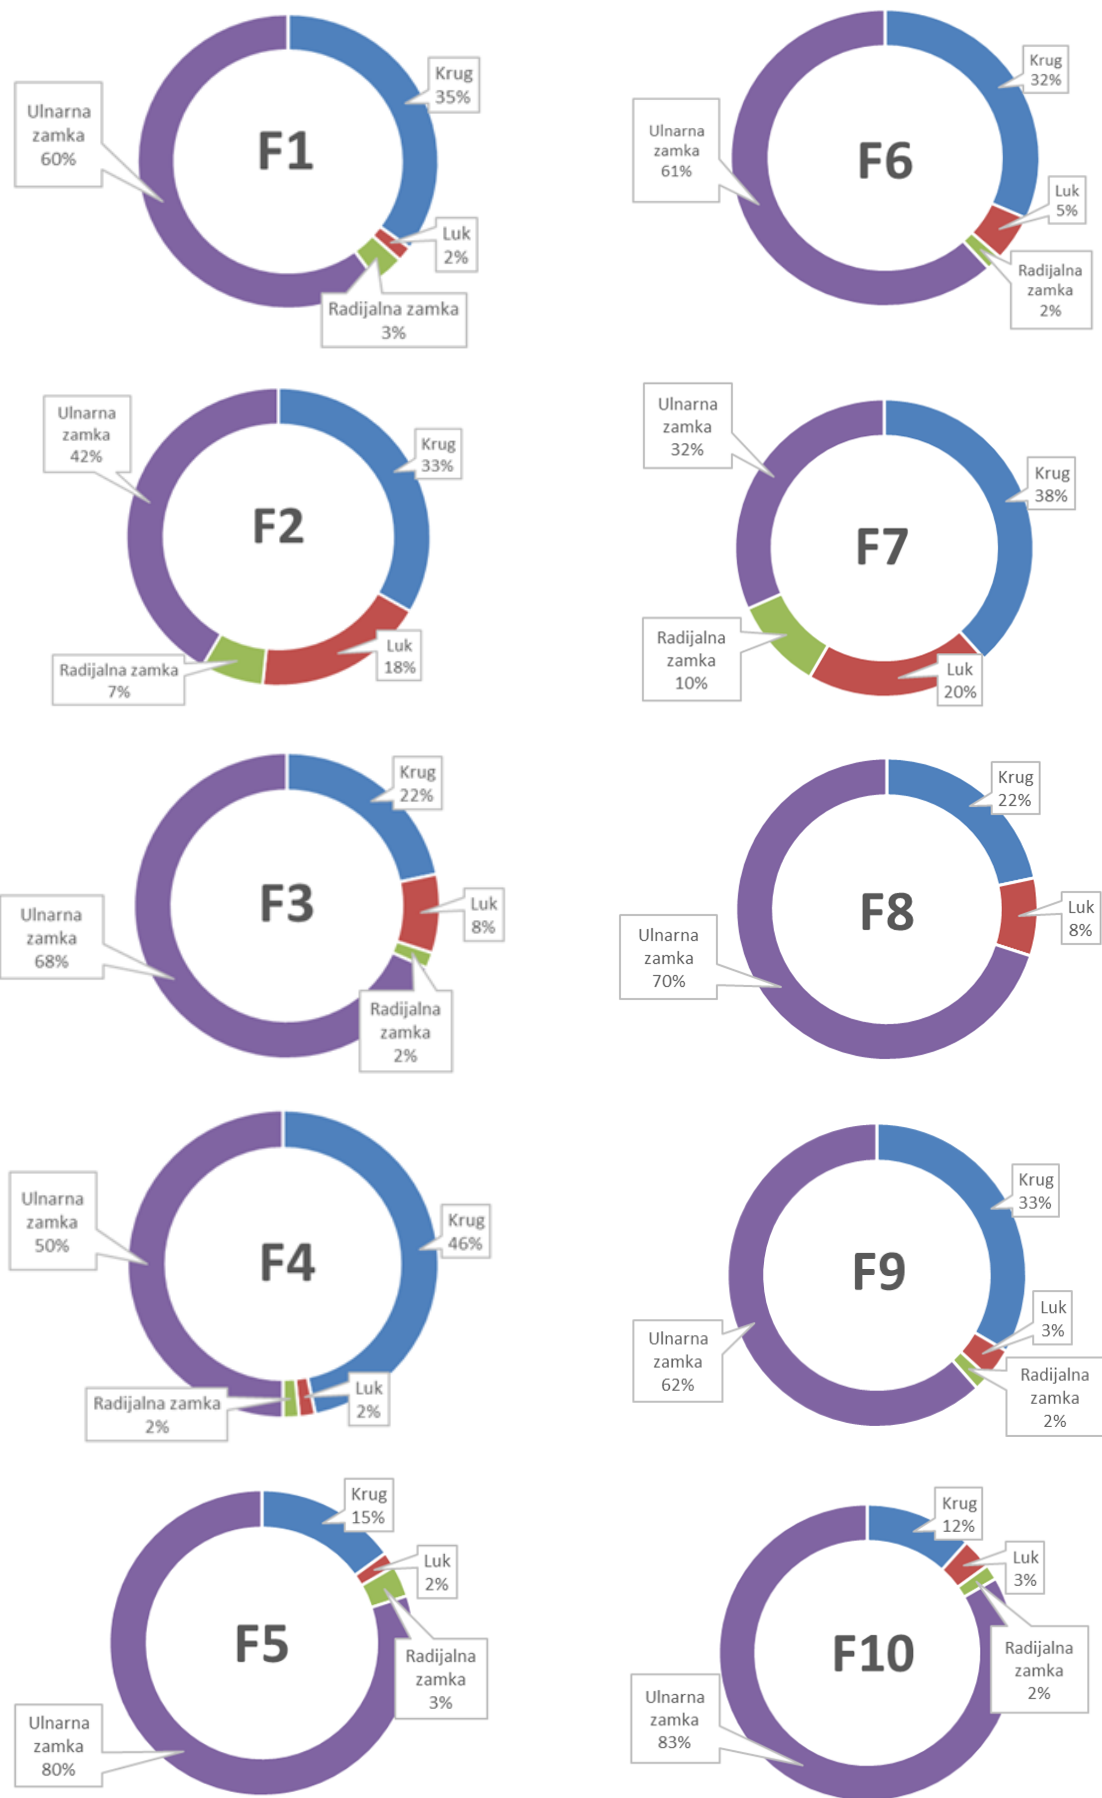 Krug
35%
Ulnarna
zamka
60%
F1
Luk
2%
Radijalna zamka
3%
Krug
32%
Ulnarna
zamka
61%
F6
Luk
5%
Radijalna
zamka
2%
Ulnarna
zamka
42%
Krug
33%
F2
Luk
18%
Radijalna zamka
7%
Ulnarna
zamka
32%
Krug
38%
F7
Radijalna
zamka
10%
Luk
20%
Krug
22%
F3
Luk
8%
Ulnarna
zamka
68%
Radijalna
zamka
2%
Krug
22%
F8
Luk
8%
Ulnarna
zamka
70%
Ulnarna
zamka
50%
Krug
46%
F4
Luk
2%
Radijalna zamka
2%
Krug
33%
F9
Luk
3%
Ulnarna
zamka
62%
Radijalna
zamka
2%
Krug
15%
Luk
2%
F5
Radijalna
zamka
3%
Ulnarna
zamka
80%
Krug
12%
Luk
3%
F10
Radijalna
zamka
2%
Ulnarna
zamka
83%